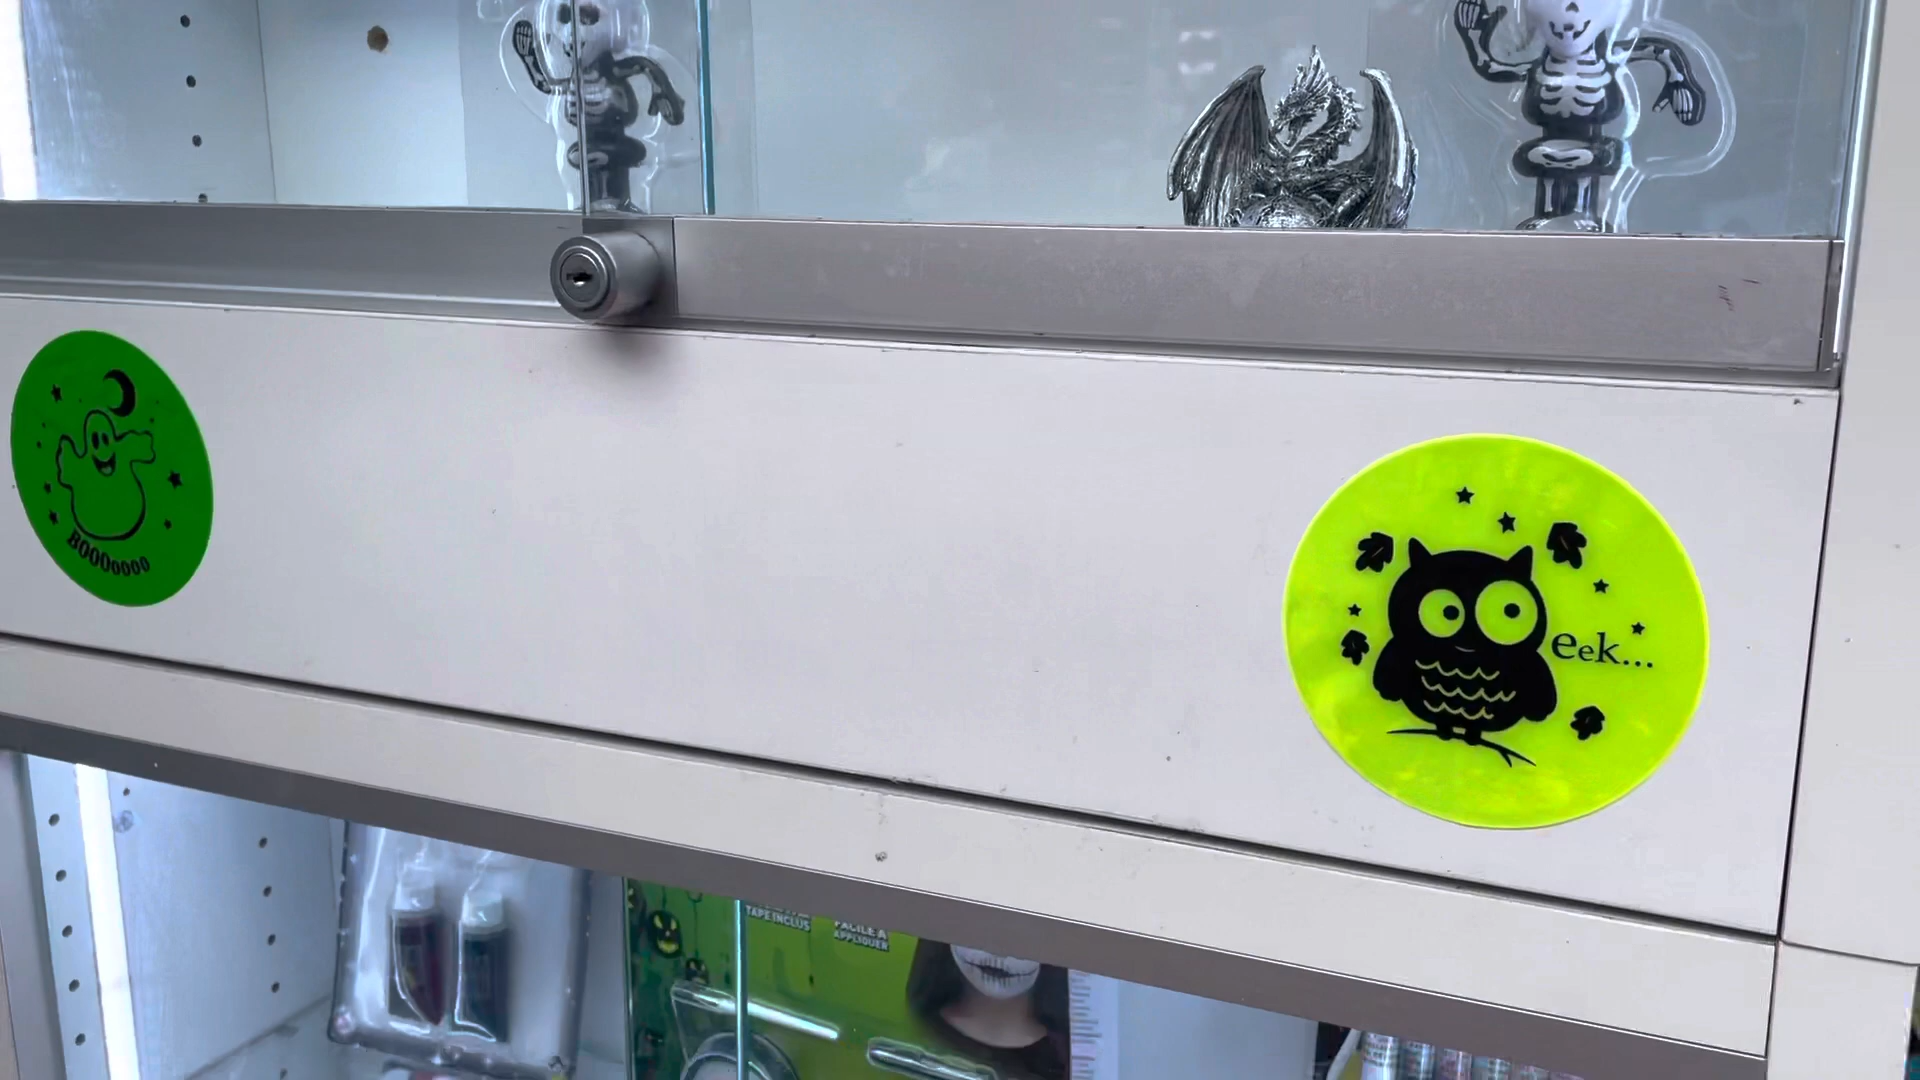 BOOOoooo
eek...
TAPE INCLUS
FACILE À
APPLIQUER